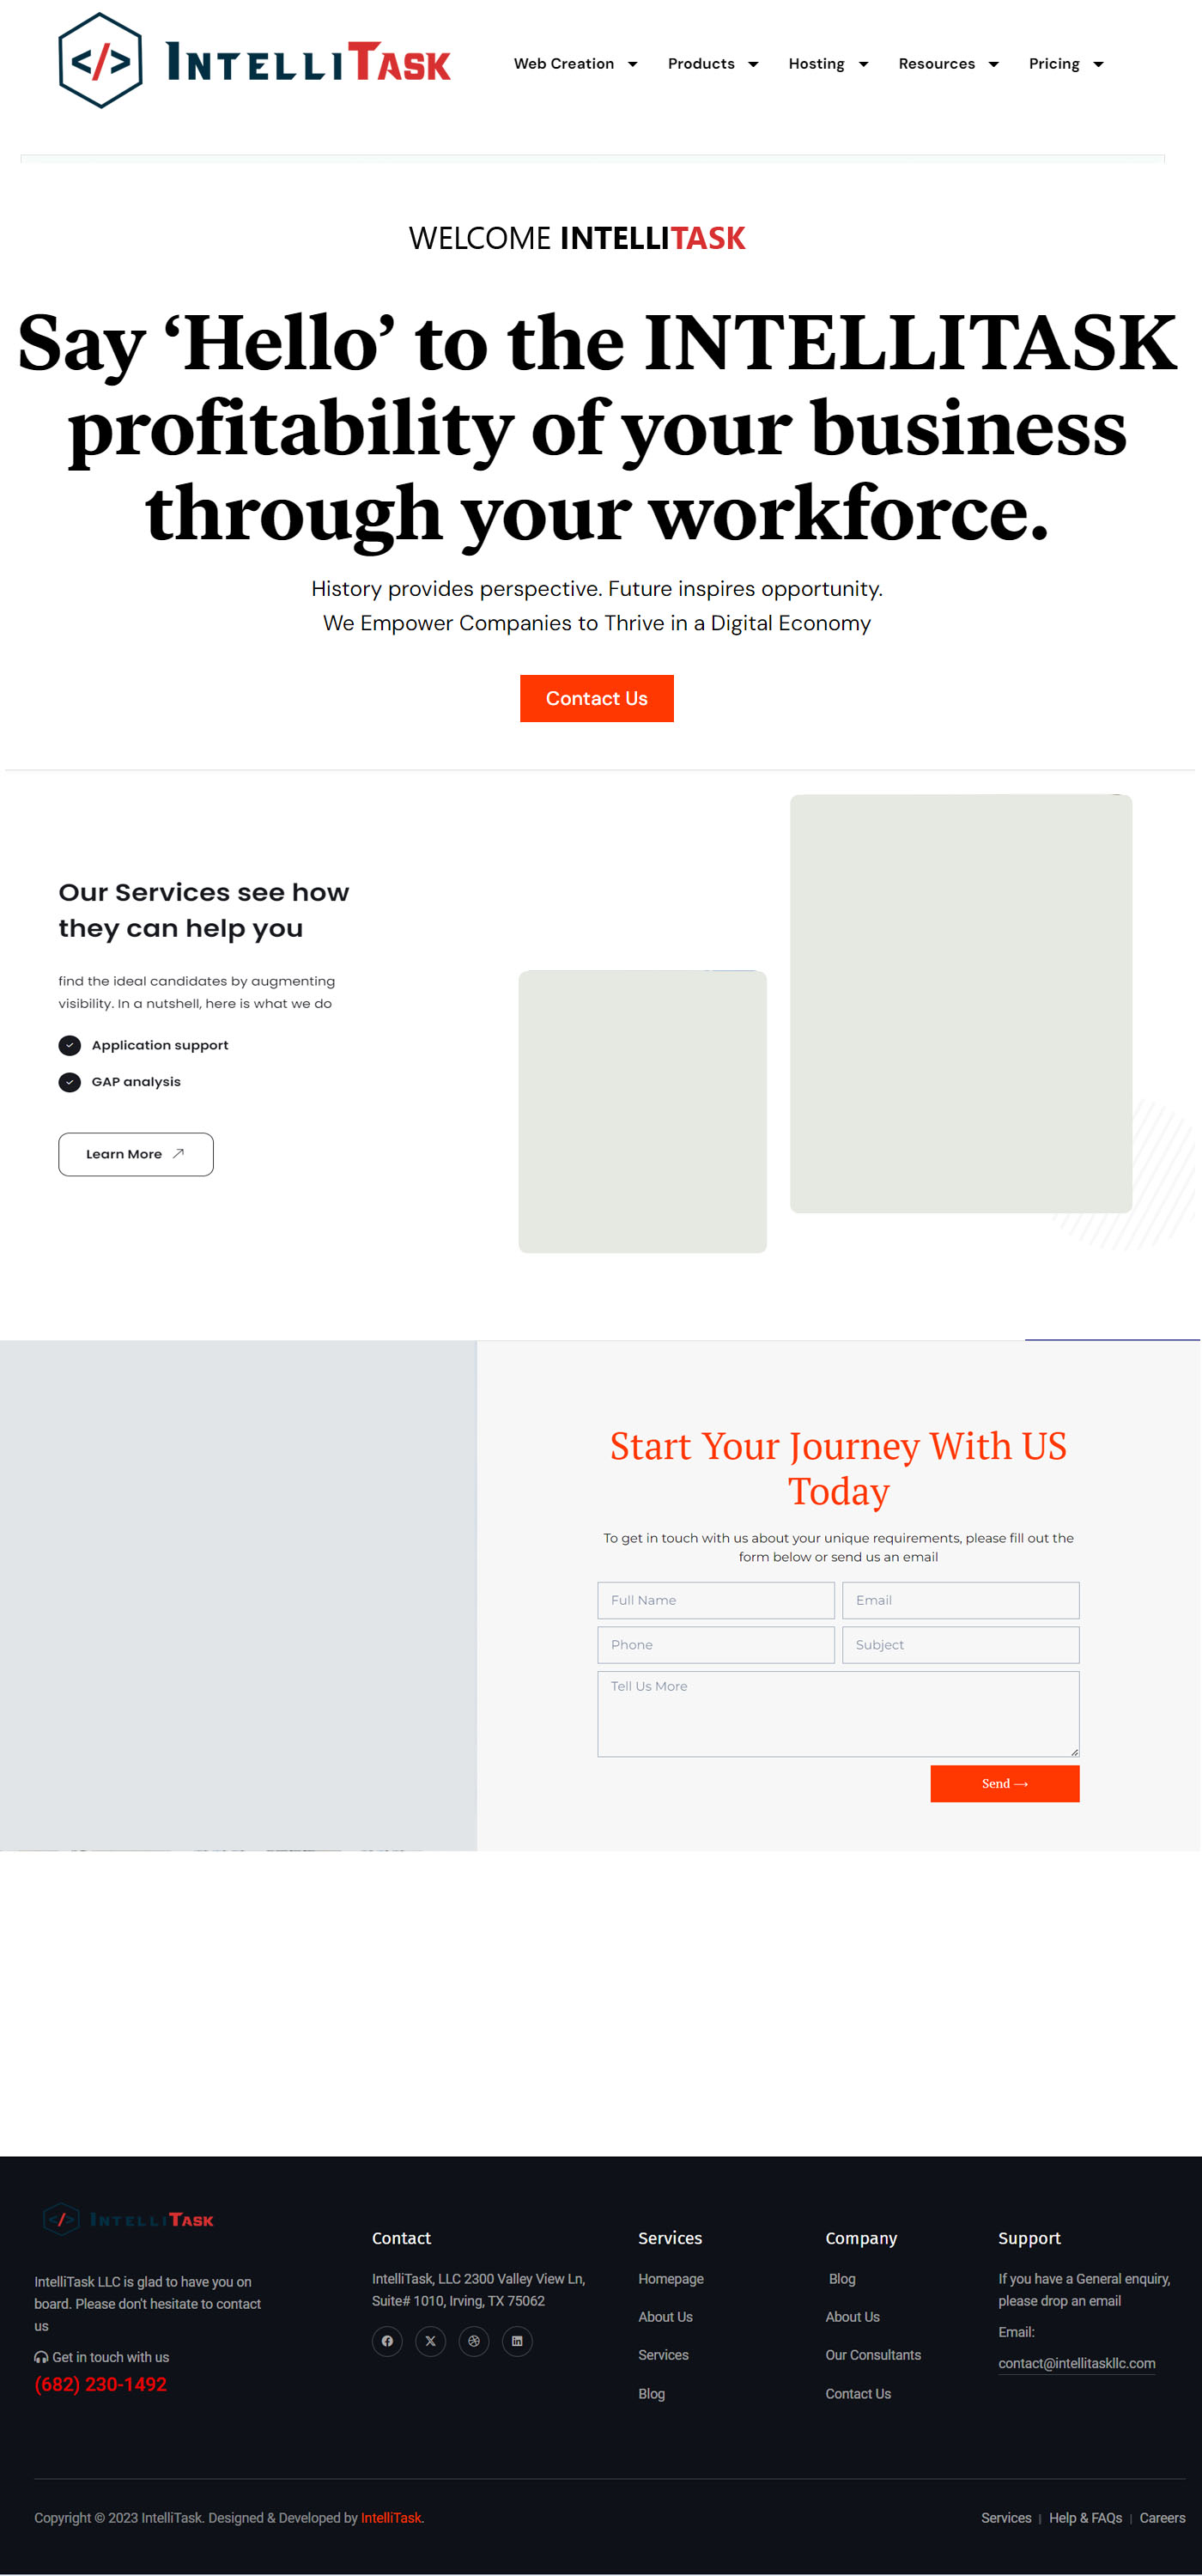 </> INTELLITASK
Web Creation Products Hosting Resources Pricing
WELCOME INTELLITASK
Say ‘Hello’ to the INTELLITASK
profitability of your business
through your workforce.
History provides perspective. Future inspires opportunity.
We Empower Companies to Thrive in a Digital Economy
Contact Us
Our Services see how
they can help you
find the ideal candidates by augmenting
visibility. In a nutshell, here is what we do
Application support
GAP analysis
Learn More
Start Your Journey With US
Today
To get in touch with us about your unique requirements, please fill out the
form below or send us an email
Full Name Email
Phone Subject
Tell Us More
Send →
</> INTELLITASK
IntelliTask LLC is glad to have you on
board. Please don't hesitate to contact
us
Get in touch with us
(682) 230-1492
Contact
IntelliTask, LLC 2300 Valley View Ln,
Suite# 1010, Irving, TX 75062
Services
Homepage
About Us
Services
Blog
Company
Blog
About Us
Our Consultants
Contact Us
Support
If you have a General enquiry,
please drop an email
Email:
contact@intellitaskllc.com
Copyright © 2023 IntelliTask. Designed & Developed by IntelliTask.
Services | Help & FAQs | Careers